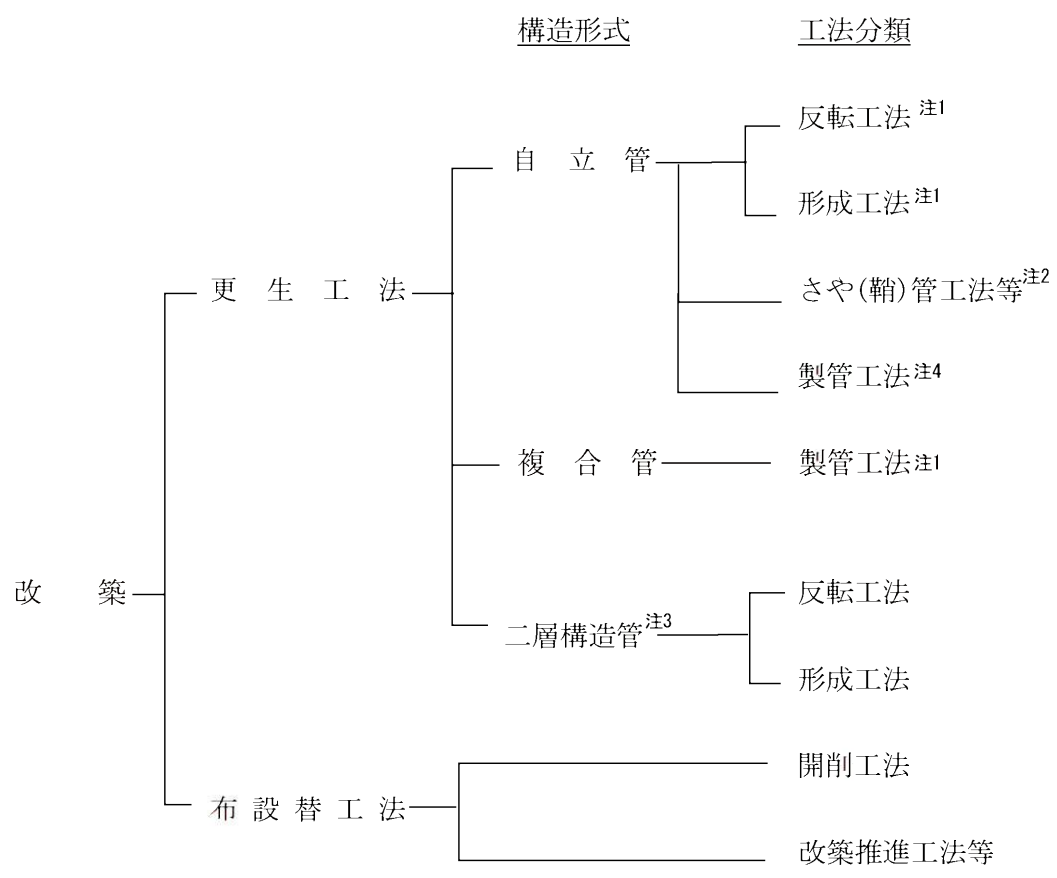 構造形式 工法分類
反転工法注1
自立管
形成工法注1
更生工法
さや(鞘)管工法等注2
製管工法注4
複合管 製管工法注1
改築
反転工法
二層構造管注3
形成工法
開削工法
布設替工法
改築推進工法等